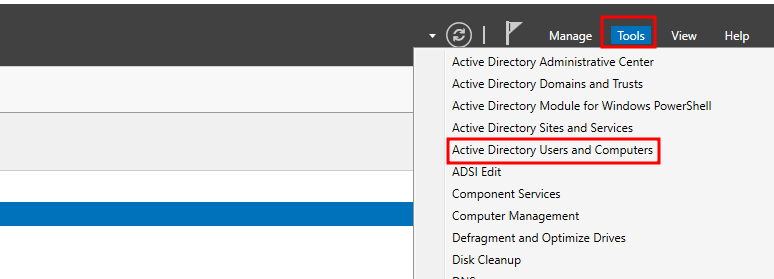 Manage Tools View Help
Active Directory Administrative Center
Active Directory Domains and Trusts
Active Directory Module for Windows PowerShell
Active Directory Sites and Services
Active Directory Users and Computers
ADSI Edit
Component Services
Computer Management
Defragment and Optimize Drives
Disk Cleanup